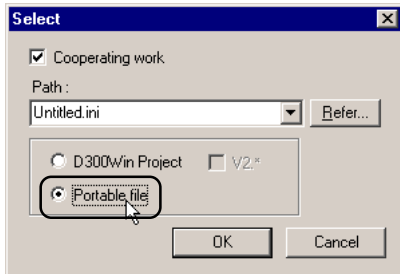 Select
Cooperating work
Path :
Untitled.ini
Refer...
D300Win Project
V2.*
Portable file
OK
Cancel